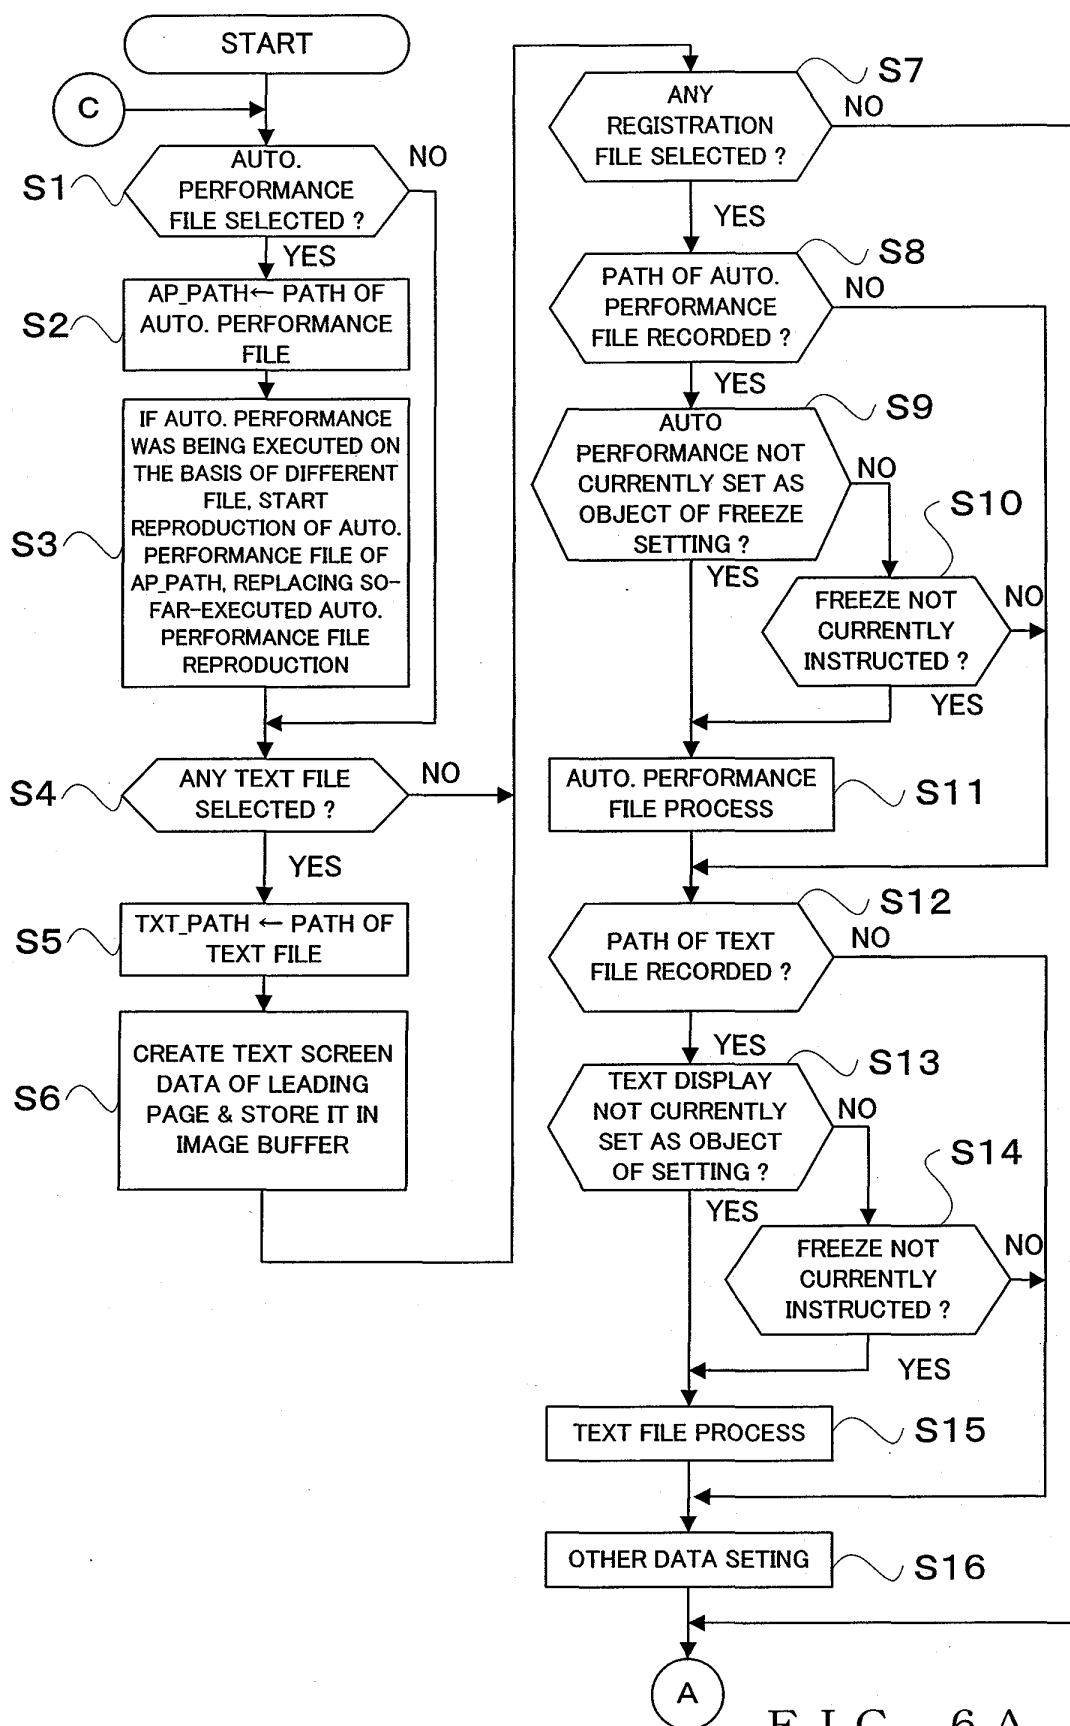 START
C
AUTO.
PERFORMANCE
FILE SELECTED ?
NO
S1
YES
AP_PATH← PATH OF
AUTO. PERFORMANCE
FILE
S2
IF AUTO. PERFORMANCE
WAS BEING EXECUTED ON
THE BASIS OF DIFFERENT
FILE, START
REPRODUCTION OF AUTO.
PERFORMANCE FILE OF
AP_PATH, REPLACING SO-
FAR-EXECUTED AUTO.
PERFORMANCE FILE
REPRODUCTION
S3
ANY TEXT FILE
SELECTED ?
NO
S4
YES
TXT_PATH ← PATH OF
TEXT FILE
S5
CREATE TEXT SCREEN
DATA OF LEADING
PAGE & STORE IT IN
IMAGE BUFFER
S6
ANY
REGISTRATION
FILE SELECTED ?
S7
NO
YES
PATH OF AUTO.
PERFORMANCE
FILE RECORDED ?
S8
NO
YES
AUTO
PERFORMANCE NOT
CURRENTLY SET AS
OBJECT OF FREEZE
SETTING ?
S9
NO
YES
S10
FREEZE NOT
CURRENTLY
INSTRUCTED ?
NO
YES
AUTO. PERFORMANCE
FILE PROCESS
S11
PATH OF TEXT
FILE RECORDED ?
S12
NO
YES
TEXT DISPLAY
NOT CURRENTLY
SET AS OBJECT
OF SETTING ?
S13
NO
YES
S14
FREEZE NOT
CURRENTLY
INSTRUCTED ?
NO
YES
TEXT FILE PROCESS
S15
OTHER DATA SETING
S16
A
FIG. 6A